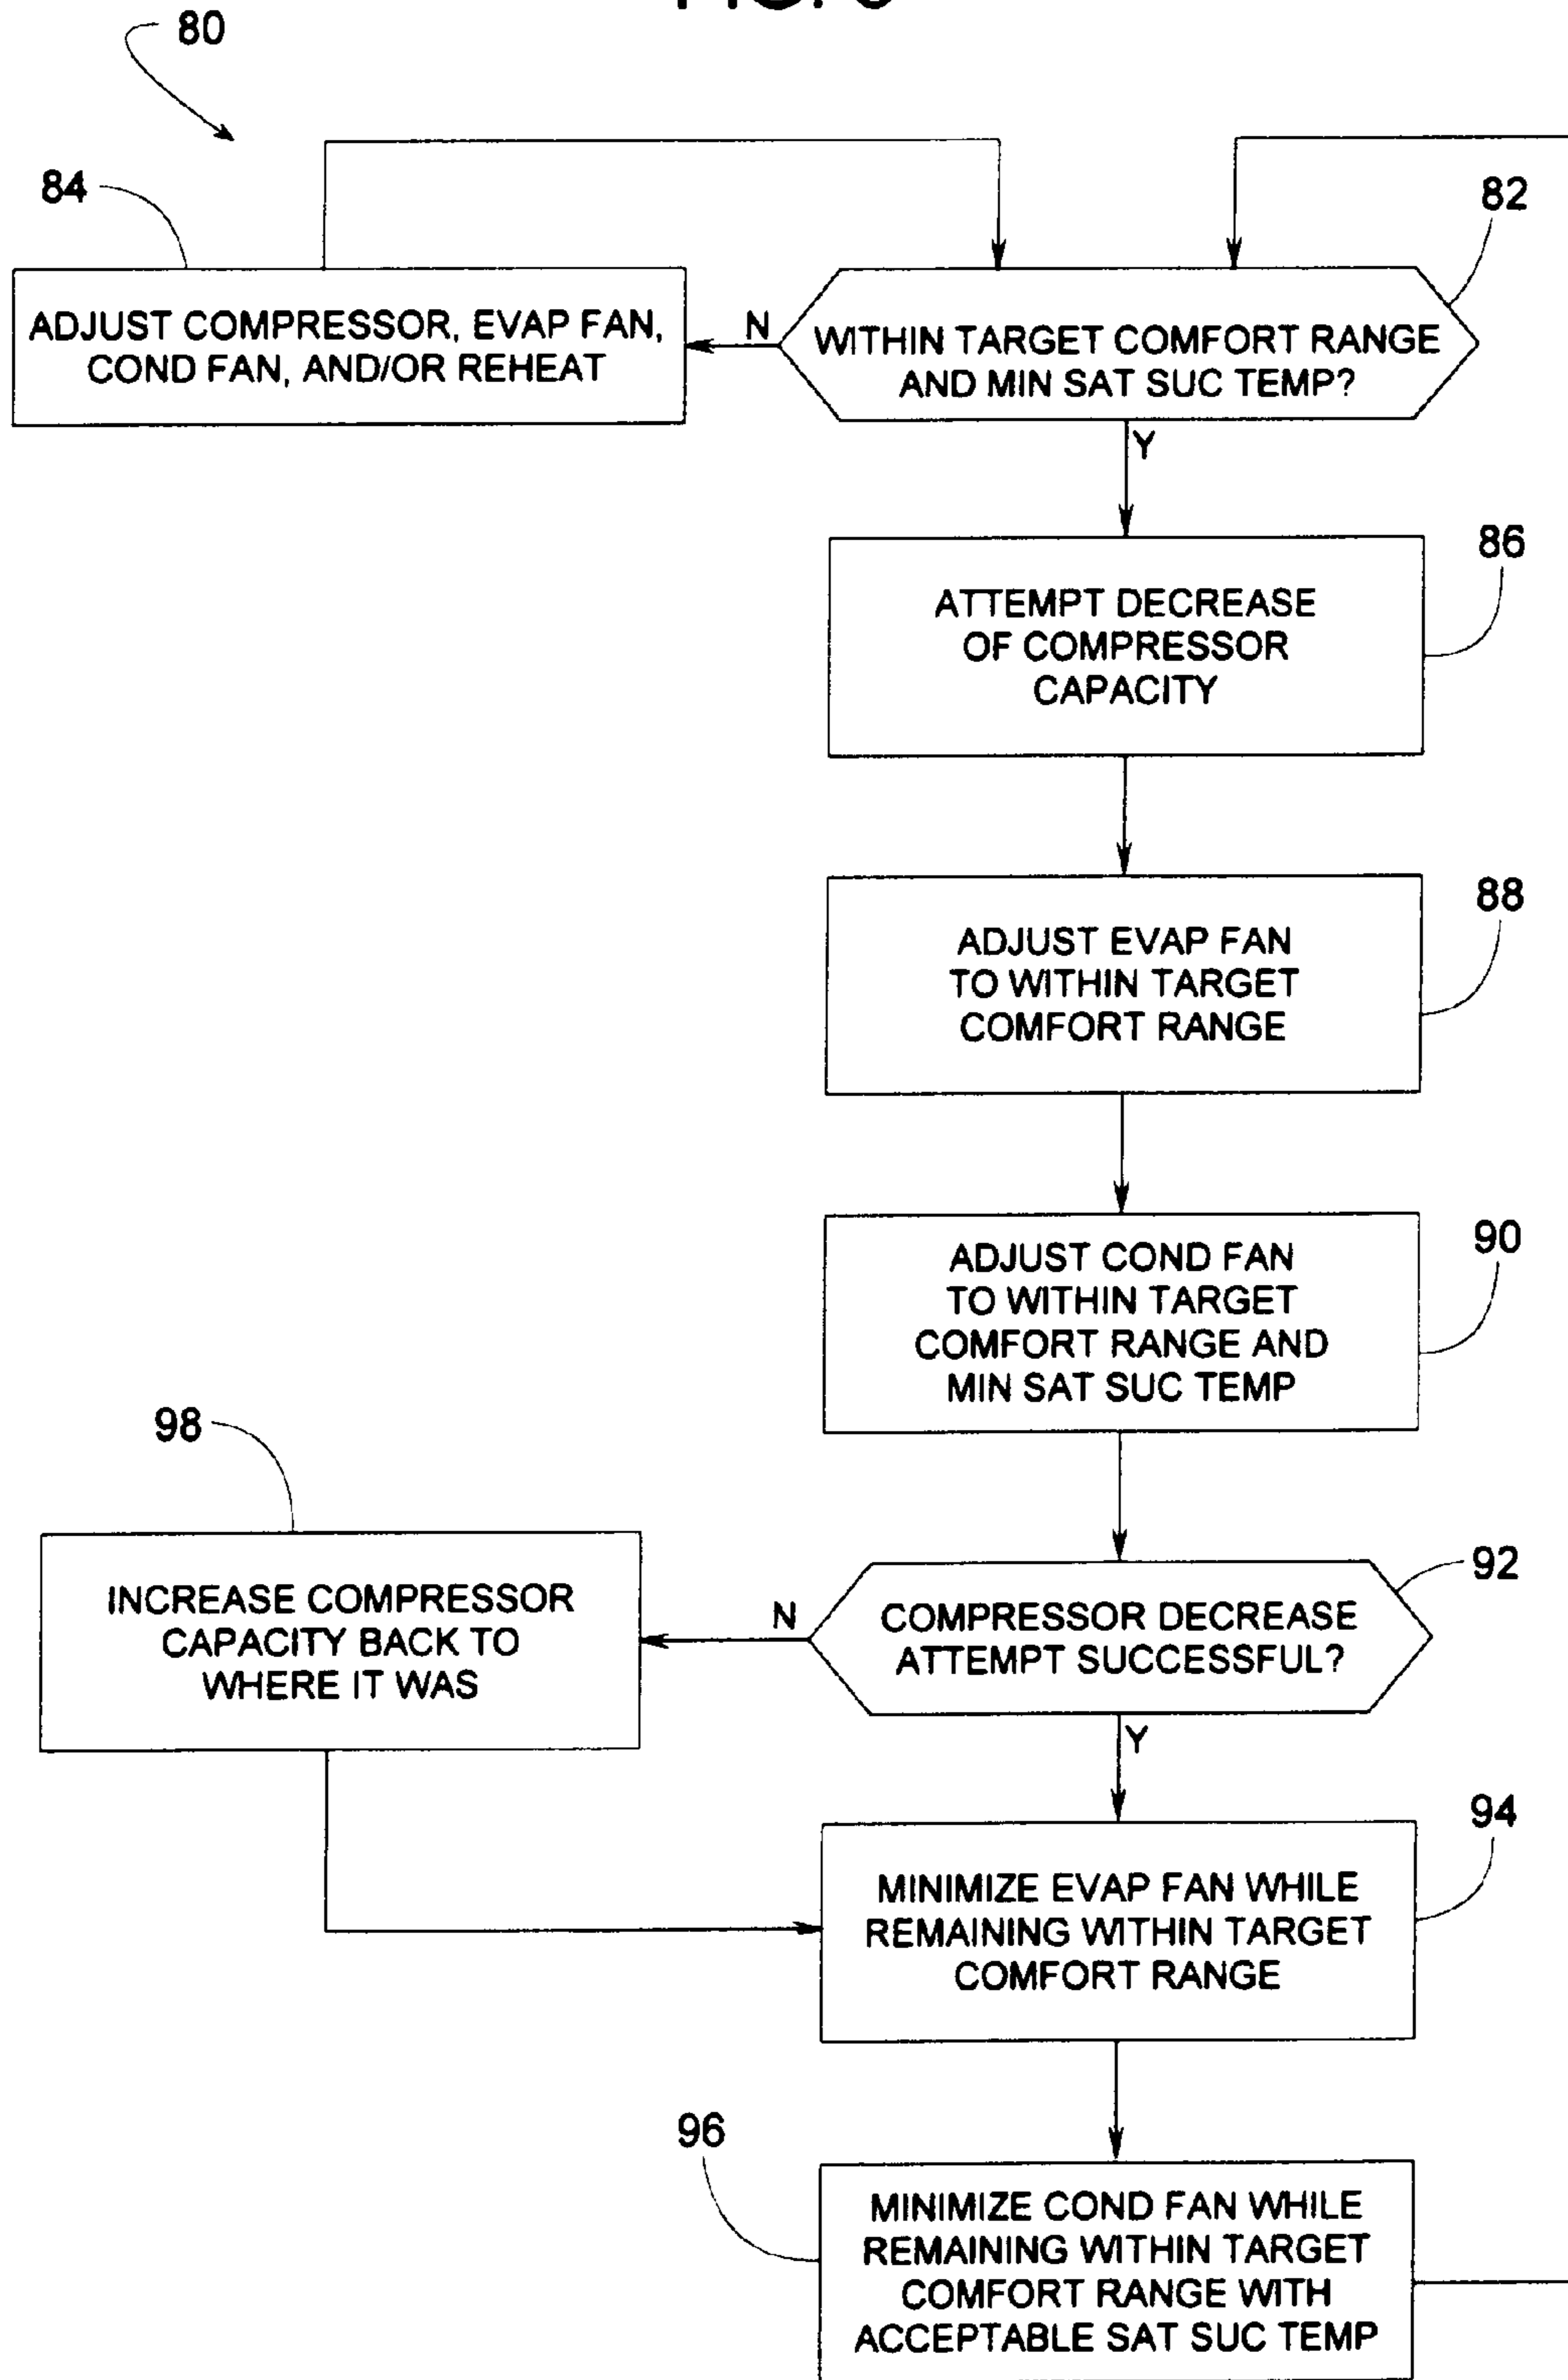 80
84
82
ADJUST COMPRESSOR, EVAP FAN,
COND FAN, AND/OR REHEAT
N
WITHIN TARGET COMFORT RANGE
AND MIN SAT SUC TEMP?
Y
86
ATTEMPT DECREASE
OF COMPRESSOR
CAPACITY
88
ADJUST EVAP FAN
TO WITHIN TARGET
COMFORT RANGE
90
ADJUST COND FAN
TO WITHIN TARGET
COMFORT RANGE AND
MIN SAT SUC TEMP
98
92
INCREASE COMPRESSOR
CAPACITY BACK TO
WHERE IT WAS
N
COMPRESSOR DECREASE
ATTEMPT SUCCESSFUL?
Y
94
MINIMIZE EVAP FAN WHILE
REMAINING WITHIN TARGET
COMFORT RANGE
96
MINIMIZE COND FAN WHILE
REMAINING WITHIN TARGET
COMFORT RANGE WITH
ACCEPTABLE SAT SUC TEMP